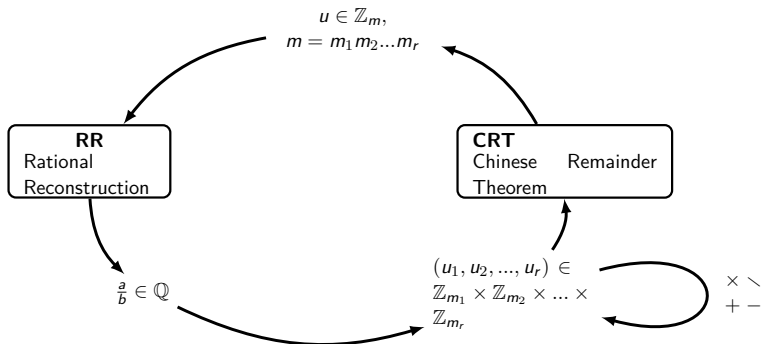 u ∈ ℤ_m,
m = m_1m_2...m_r
RR
Rational
Reconstruction
CRT
Chinese Remainder
Theorem
a/b ∈ ℚ
(u_1, u_2, ..., u_r) ∈
ℤ_{m_1} × ℤ_{m_2} × ... ×
ℤ_{m_r}
× ∖
+ −